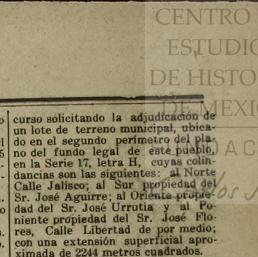 CENTRO
ESTUDIO
DE HISTO
DE MEXI
curso solicitando la adjudicación de
un lote de terreno municipal, ubica-
do en el segundo perímetro del pla-
no del fundo legal de este pueblo,
en la Serie 17, letra H, cuyas colin-
dancias son las siguientes: al Norte
Calle Jalisco; al Sur propiedad del
Sr. José Aguirre; al Oriente propie-
dad del Sr. José Urrutia y al Po-
niente propiedad del Sr. José Flo-
res, Calle Libertad de por medio;
con una extensión superficial apro-
ximada de 2244 metros cuadrados.